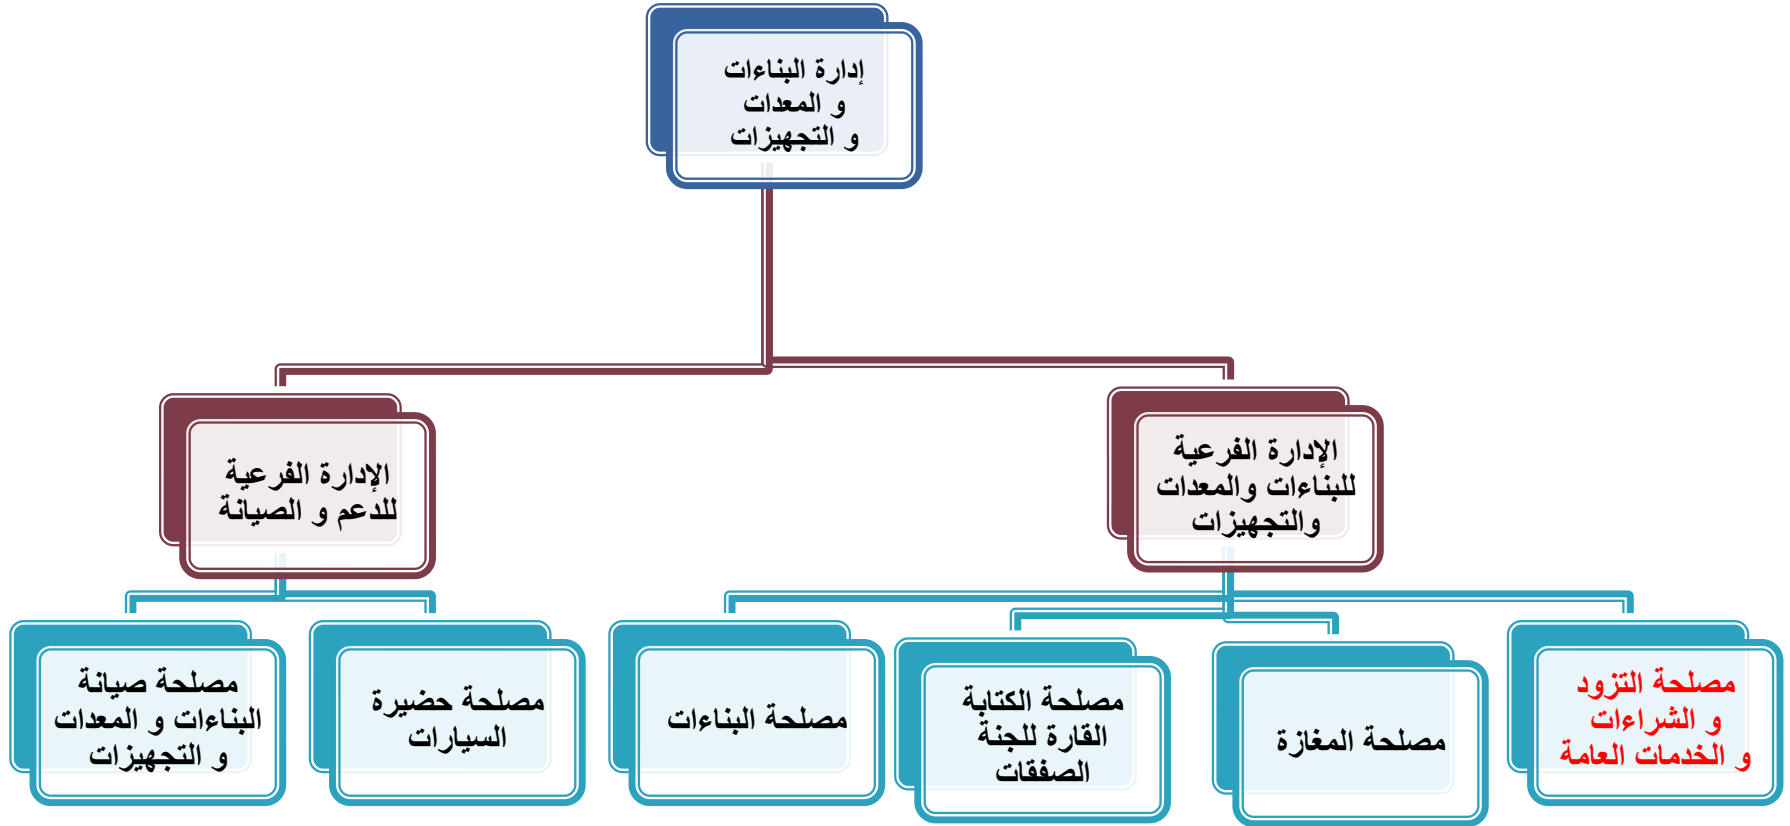 إدارة البناءات
و المعدات
و التجهيزات
الإدارة الفرعية
للبناءات والمعدات
والتجهيزات
الإدارة الفرعية
للدعم و الصيانة
مصلحة التزود
و الشراءات
و الخدمات العامة
مصلحة المغازة
مصلحة الكتابة
القارة للجنة
الصفقات
مصلحة البناءات
مصلحة حضيرة
السيارات
مصلحة صيانة
البناءات و المعدات
و التجهيزات